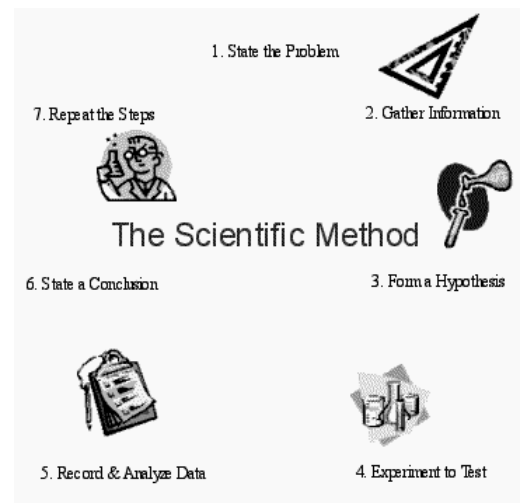 1. State the Problem
2. Gather Information
3. Form a Hypothesis
4. Experiment to Test
5. Record & Analyze Data
6. State a Conclusion
7. Repeat the Steps
The Scientific Method